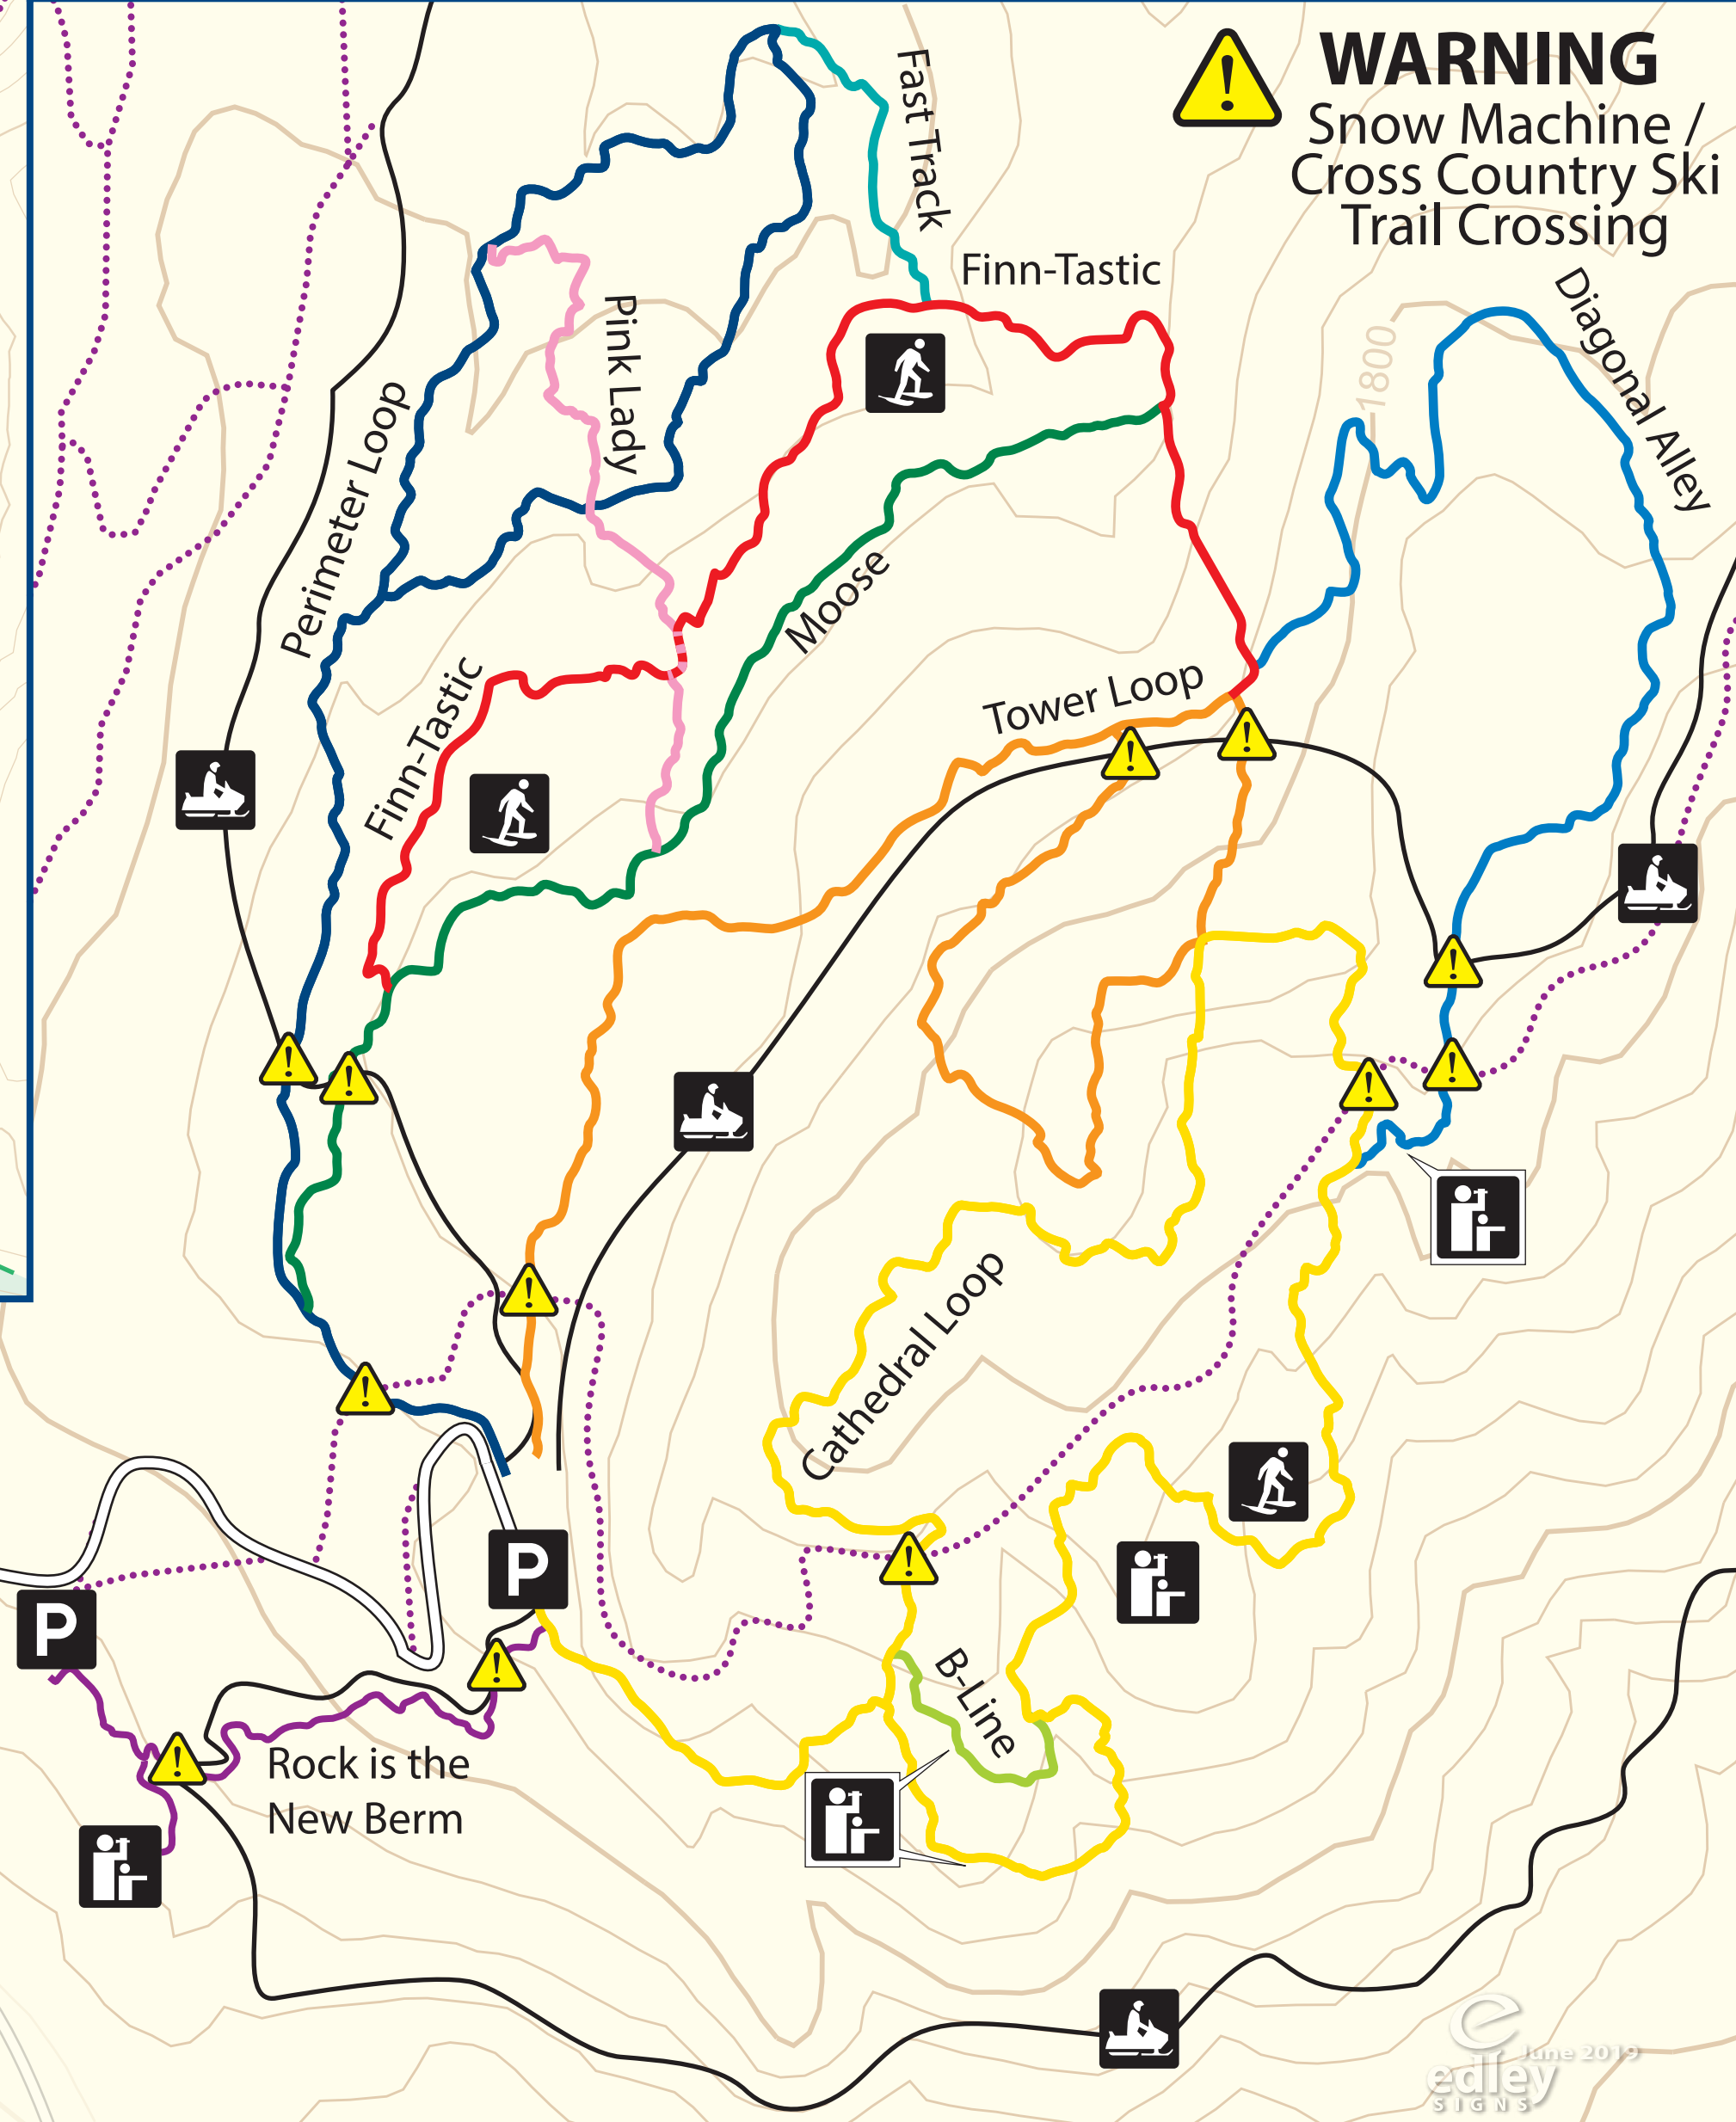 WARNING
Snow Machine /
Cross Country Ski
Trail Crossing
Fast Track
Finn-Tastic
Diagonal Alley
1800
Pink Lady
Perimeter Loop
Moose
Finn-Tastic
Tower Loop
Cathedral Loop
P
P
B-Line
Rock is the
New Berm
June 2019
e
edley
SIGNS